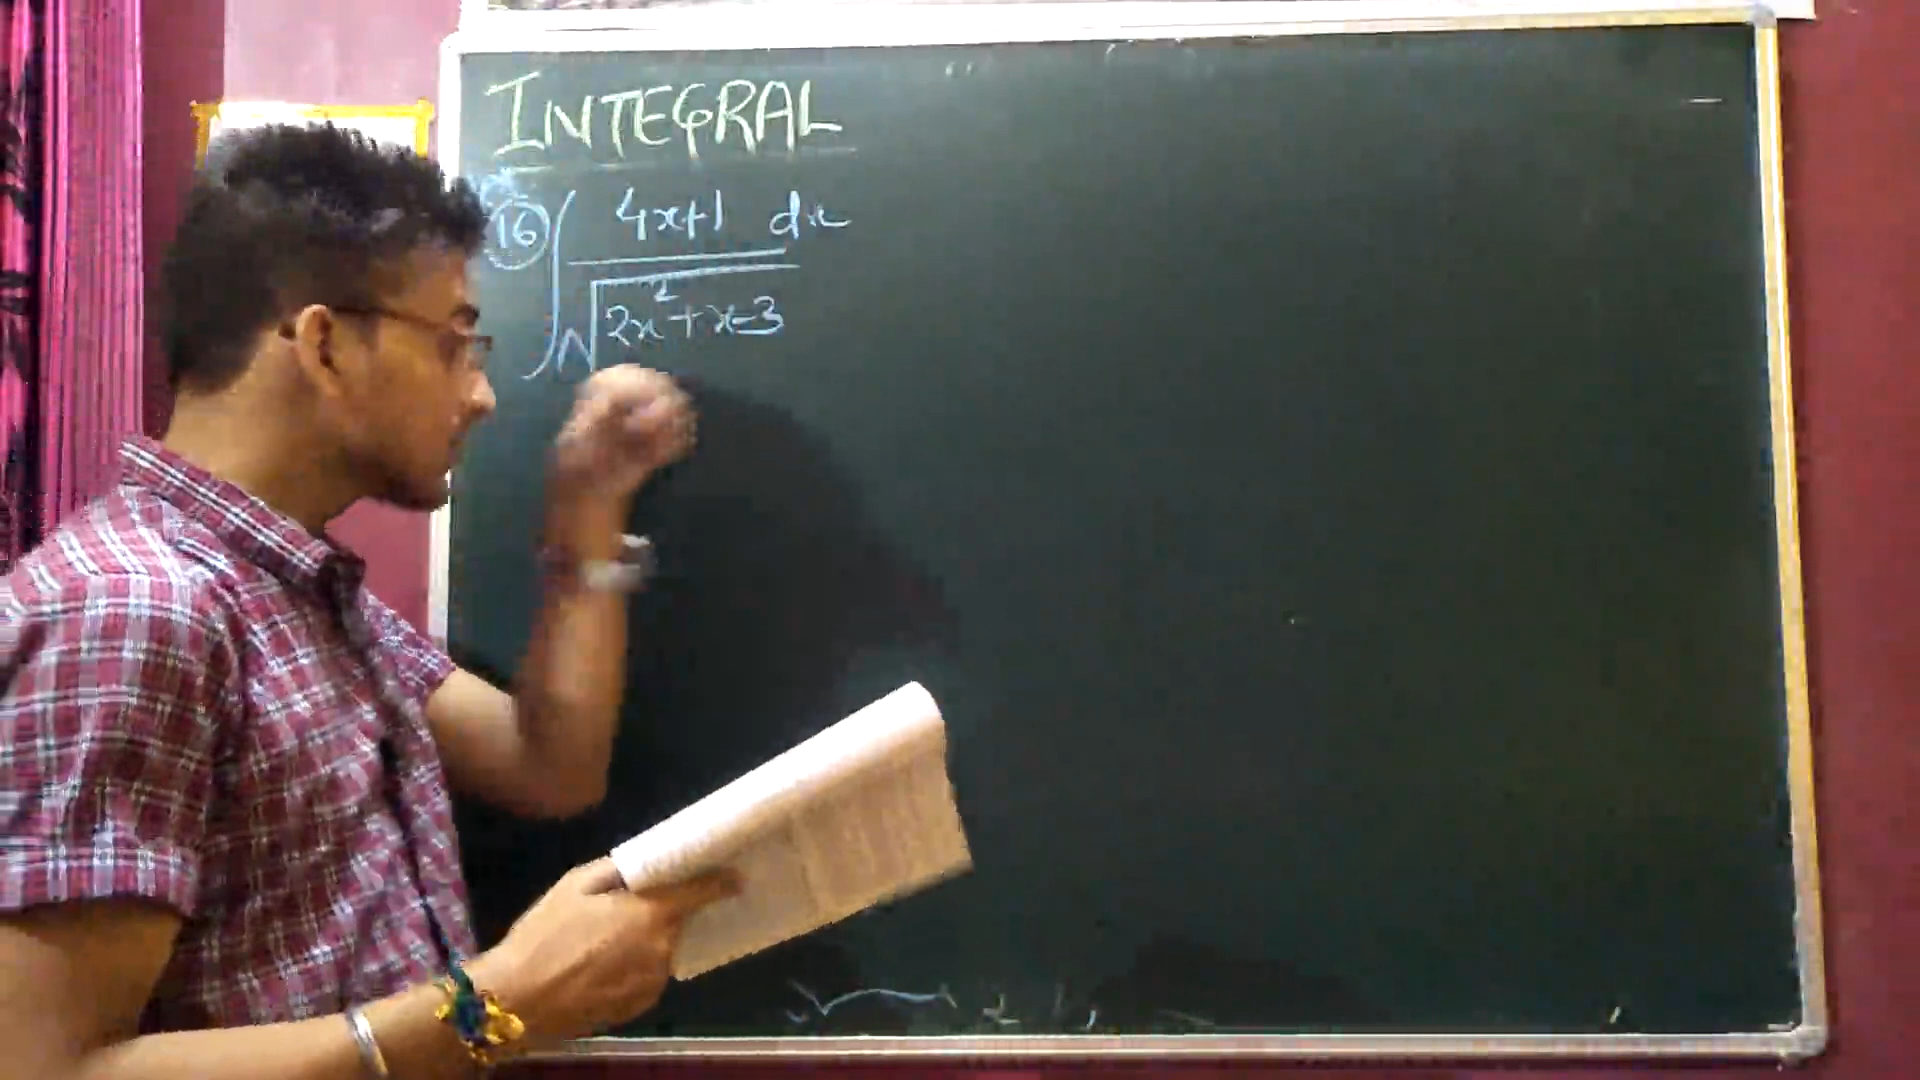 INTEGRAL
16 ∫ 4x+1 dx
√2x²+x-3